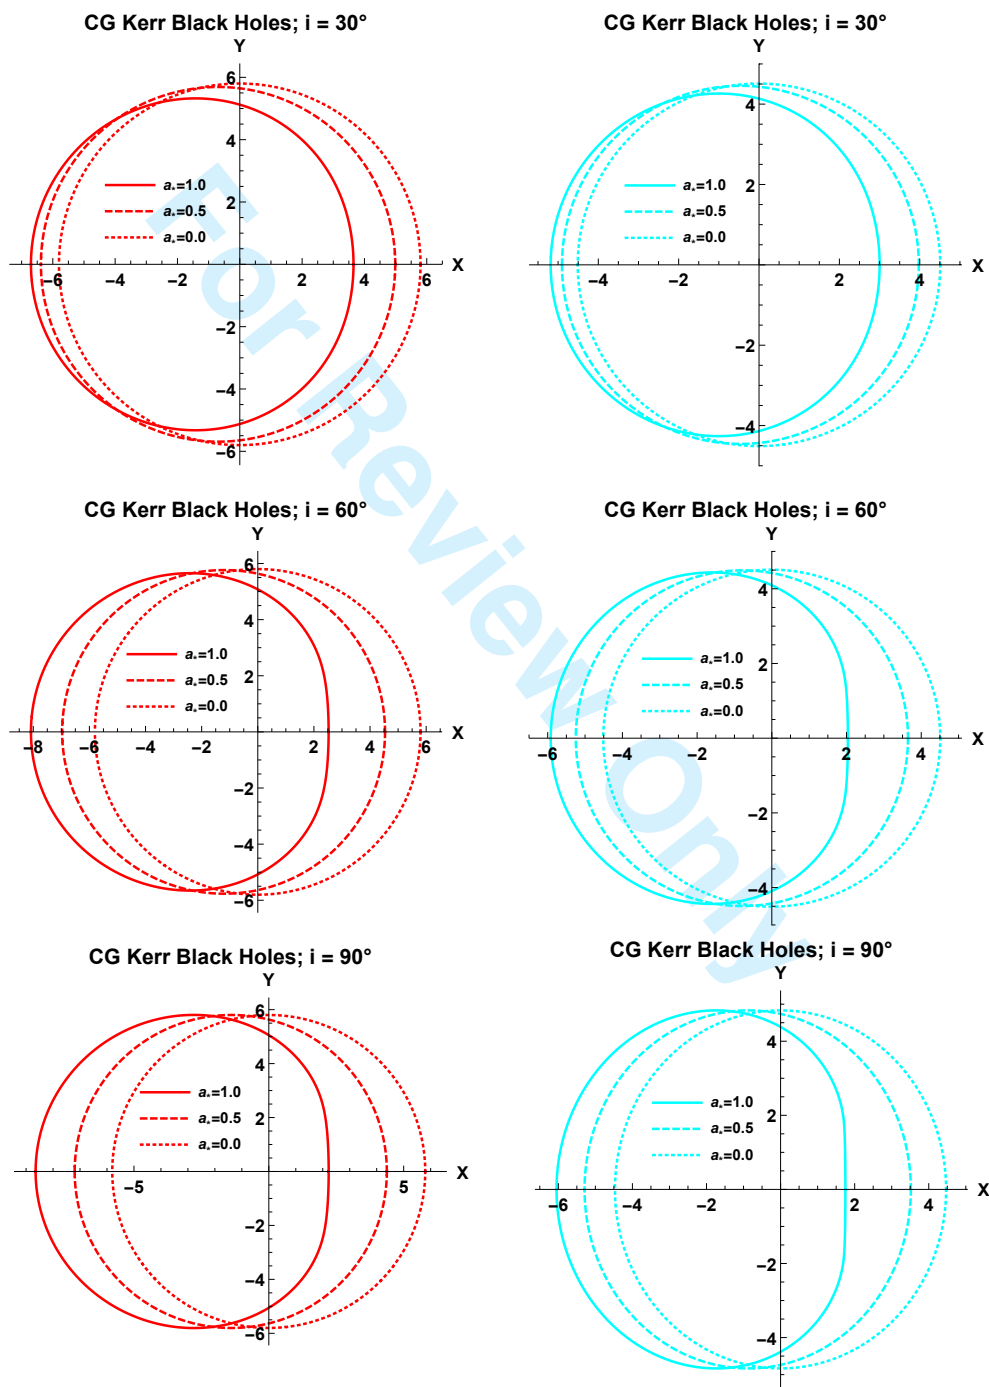 CG Kerr Black Holes; i = 30°
Y
6
4
2
−2
−4
−6
−6 −4 −2 2 4 6
X
a*=1.0
a*=0.5
a*=0.0
CG Kerr Black Holes; i = 30°
Y
4
2
−2
−4
−4 −2 2 4
X
a*=1.0
a*=0.5
a*=0.0
CG Kerr Black Holes; i = 60°
Y
6
4
2
−2
−4
−6
−8 −6 −4 −2 2 4 6
X
a*=1.0
a*=0.5
a*=0.0
CG Kerr Black Holes; i = 60°
Y
4
2
−2
−4
−6 −4 −2 2 4
X
a*=1.0
a*=0.5
a*=0.0
CG Kerr Black Holes; i = 90°
Y
6
4
2
−2
−4
−6
−5 5
X
a*=1.0
a*=0.5
a*=0.0
CG Kerr Black Holes; i = 90°
Y
4
2
−2
−4
−6 −4 −2 2 4
X
a*=1.0
a*=0.5
a*=0.0
For Review Only